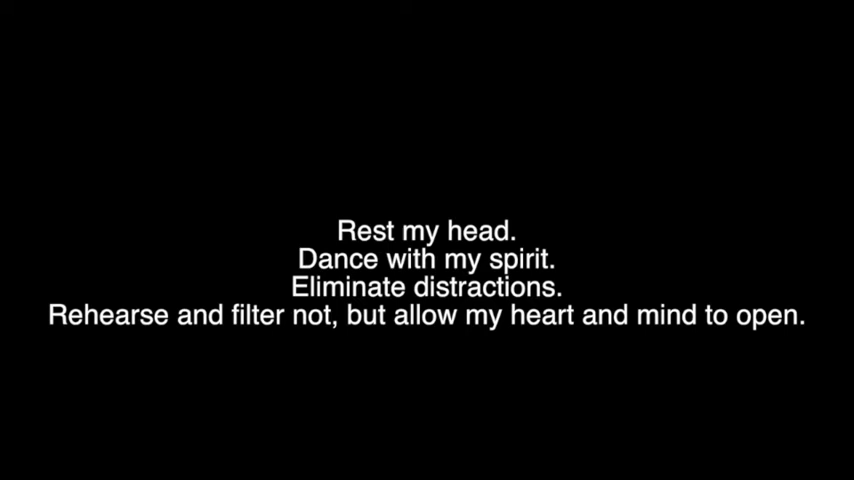 Rest my head.
Dance with my spirit.
Eliminate distractions.
Rehearse and filter not, but allow my heart and mind to open.